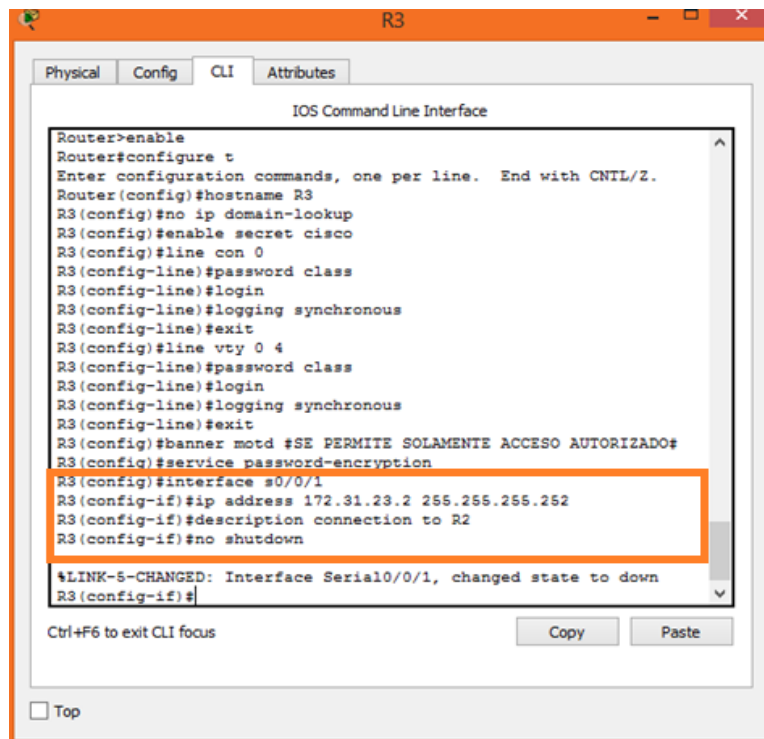 R3
Physical Config CLI Attributes
IOS Command Line Interface
Router>enable
Router#configure t
Enter configuration commands, one per line.  End with CNTL/Z.
Router(config)#hostname R3
R3(config)#no ip domain-lookup
R3(config)#enable secret cisco
R3(config)#line con 0
R3(config-line)#password class
R3(config-line)#login
R3(config-line)#logging synchronous
R3(config-line)#exit
R3(config)#line vty 0 4
R3(config-line)#password class
R3(config-line)#login
R3(config-line)#logging synchronous
R3(config-line)#exit
R3(config)#banner motd #SE PERMITE SOLAMENTE ACCESO AUTORIZADO#
R3(config)#service password-encryption
R3(config)#interface s0/0/1
R3(config-if)#ip address 172.31.23.2 255.255.255.252
R3(config-if)#description connection to R2
R3(config-if)#no shutdown
%LINK-5-CHANGED: Interface Serial0/0/1, changed state to down
R3(config-if)#
Ctrl+F6 to exit CLI focus
Copy Paste
Top